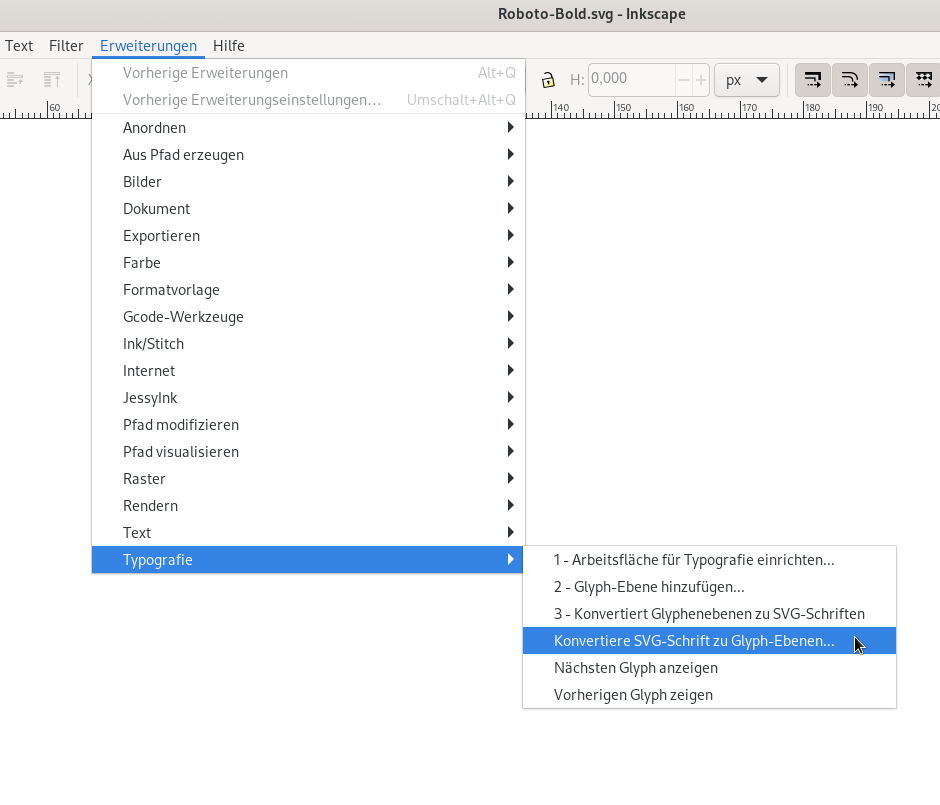 Roboto-Bold.svg - Inkscape
Text Filter Erweiterungen Hilfe
Vorherige Erweiterungen Alt+Q
Vorherige Erweiterungseinstellungen... Umschalt+Alt+Q
H: 0,000 px
60 140 150 160 170 180 190
Anordnen
Aus Pfad erzeugen
Bilder
Dokument
Exportieren
Farbe
Formatvorlage
Gcode-Werkzeuge
Ink/Stitch
Internet
JessyInk
Pfad modifizieren
Pfad visualisieren
Raster
Rendern
Text
Typografie
1 - Arbeitsfläche für Typografie einrichten...
2 - Glyph-Ebene hinzufügen...
3 - Konvertiert Glyphenebenen zu SVG-Schriften
Konvertiere SVG-Schrift zu Glyph-Ebenen...
Nächsten Glyph anzeigen
Vorherigen Glyph zeigen